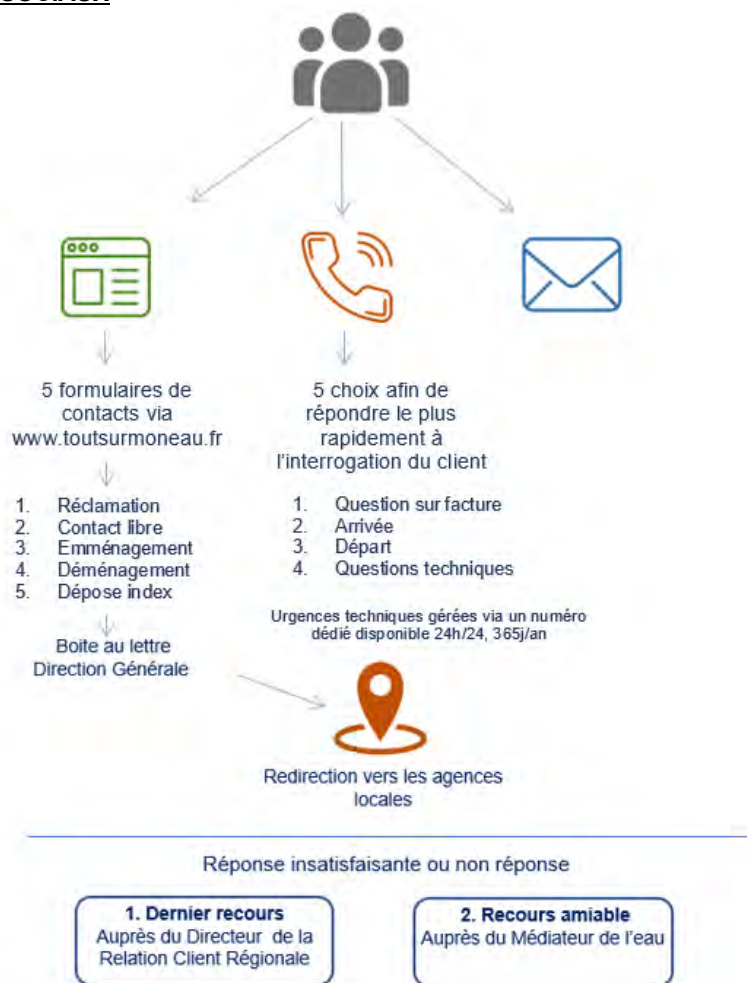 5 formulaires de
contacts via
www.toutsurmoneau.fr
1. Réclamation
2. Contact libre
3. Emménagement
4. Déménagement
5. Dépose index
Boite au lettre
Direction Générale
5 choix afin de
répondre le plus
rapidement à
l'interrogation du client
1. Question sur facture
2. Arrivée
3. Départ
4. Questions techniques
Urgences techniques gérées via un numéro
dédié disponible 24h/24, 365j/an
Redirection vers les agences
locales
Réponse insatisfaisante ou non réponse
1. Dernier recours
Auprès du Directeur de la
Relation Client Régionale
2. Recours amiable
Auprès du Médiateur de l'eau